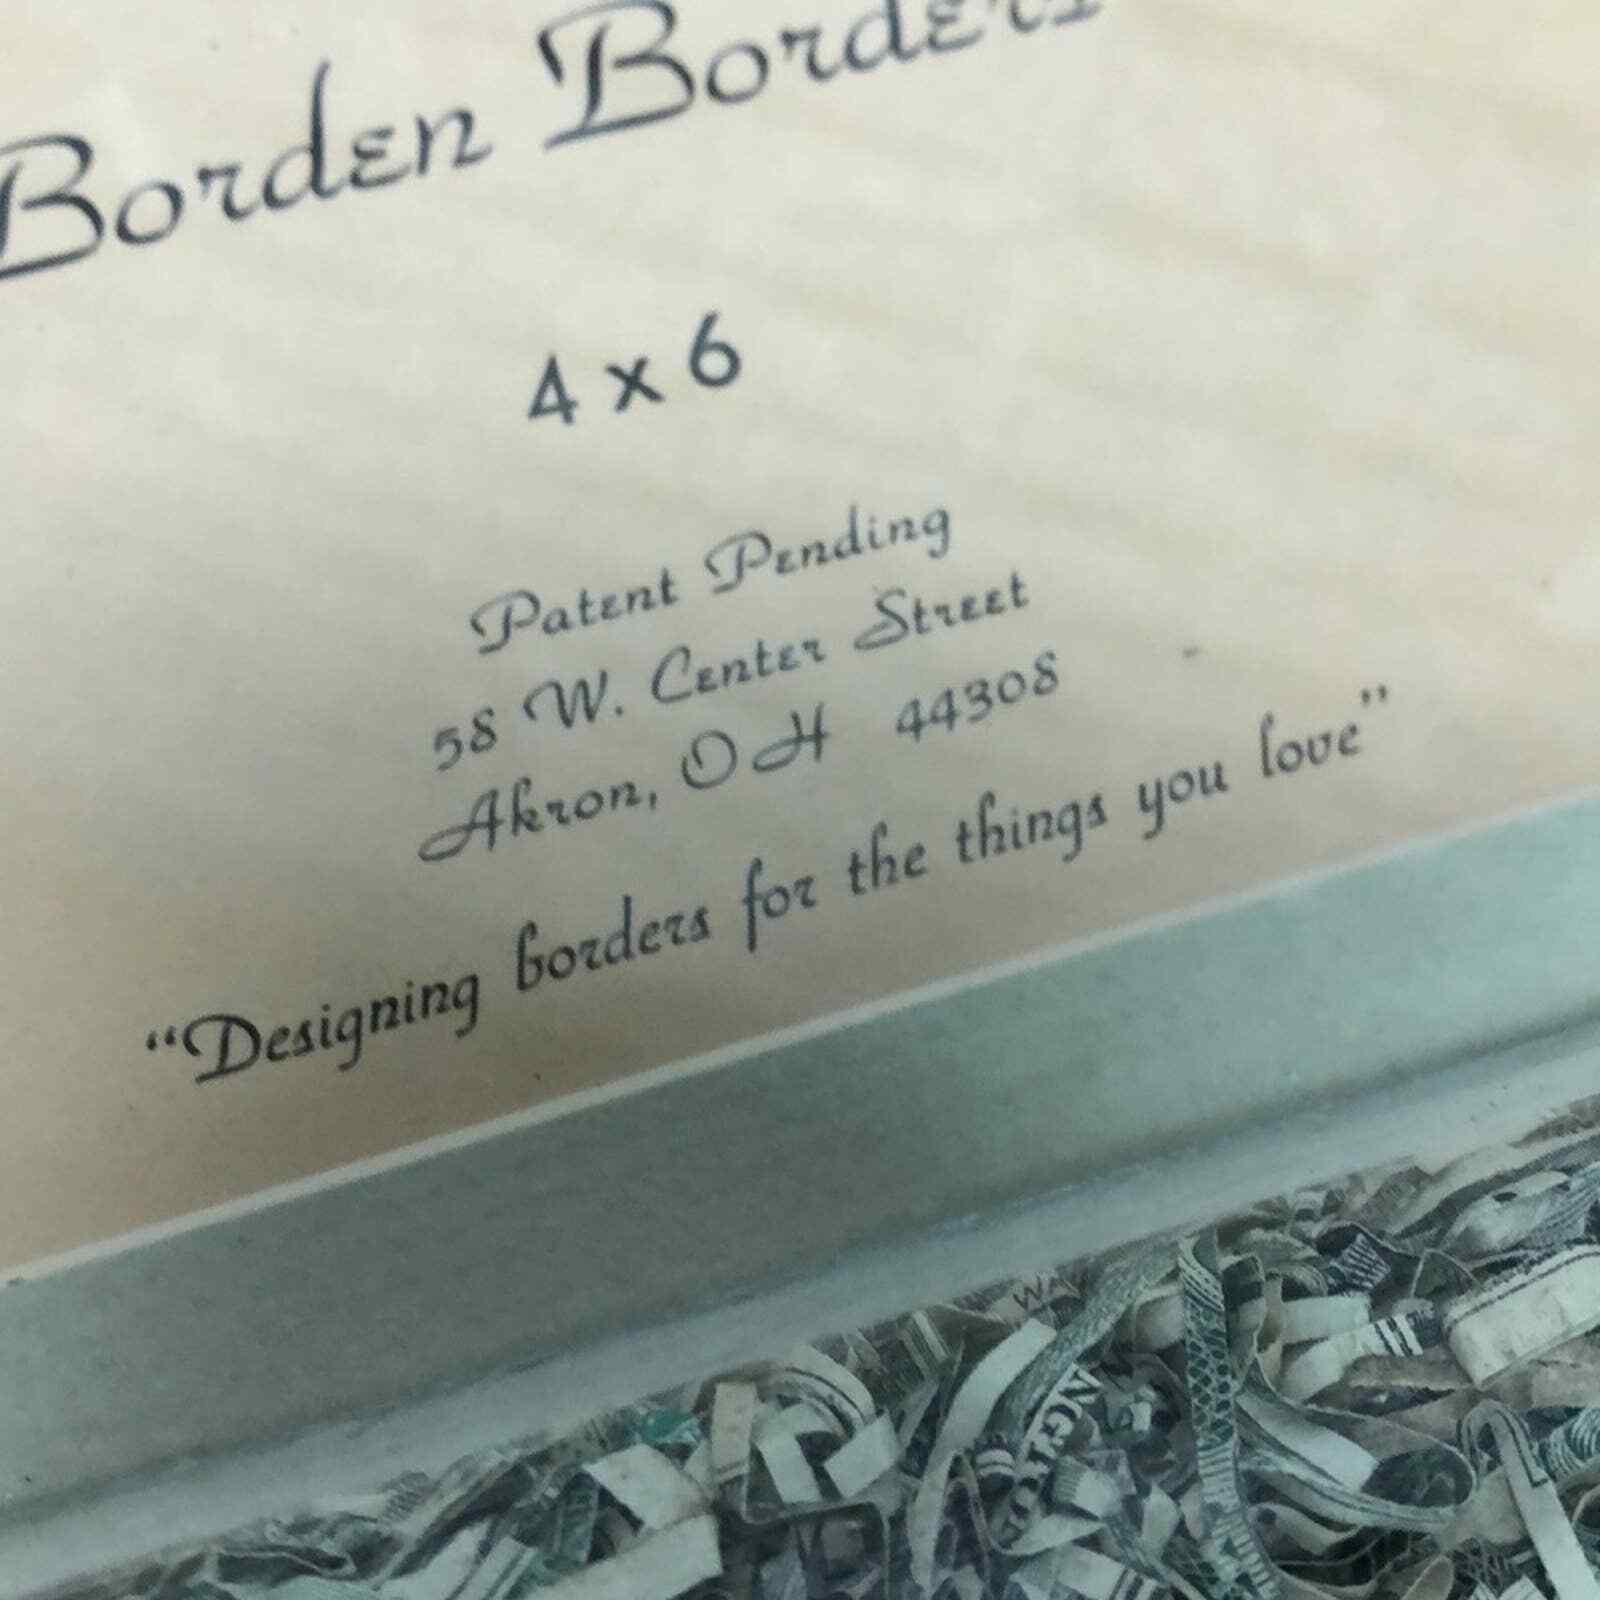 Borden Borders
4 x 6
Patent Pending
58 W. Center Street
Akron, OH 44308
"Designing borders for the things you love"